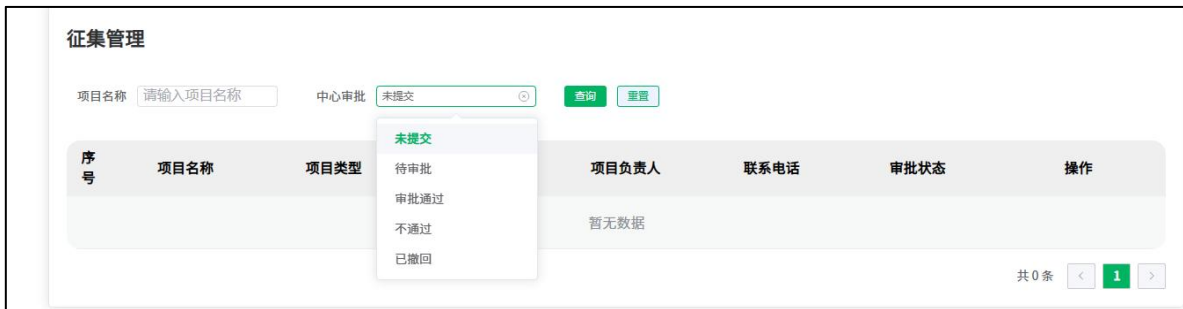 征集管理
项目名称 请输入项目名称 中心审批 未提交 查询 重置
未提交
待审批
审批通过
不通过
已撤回
序号 项目名称 项目类型 项目负责人 联系电话 审批状态 操作
暂无数据
共 0 条 < 1 >